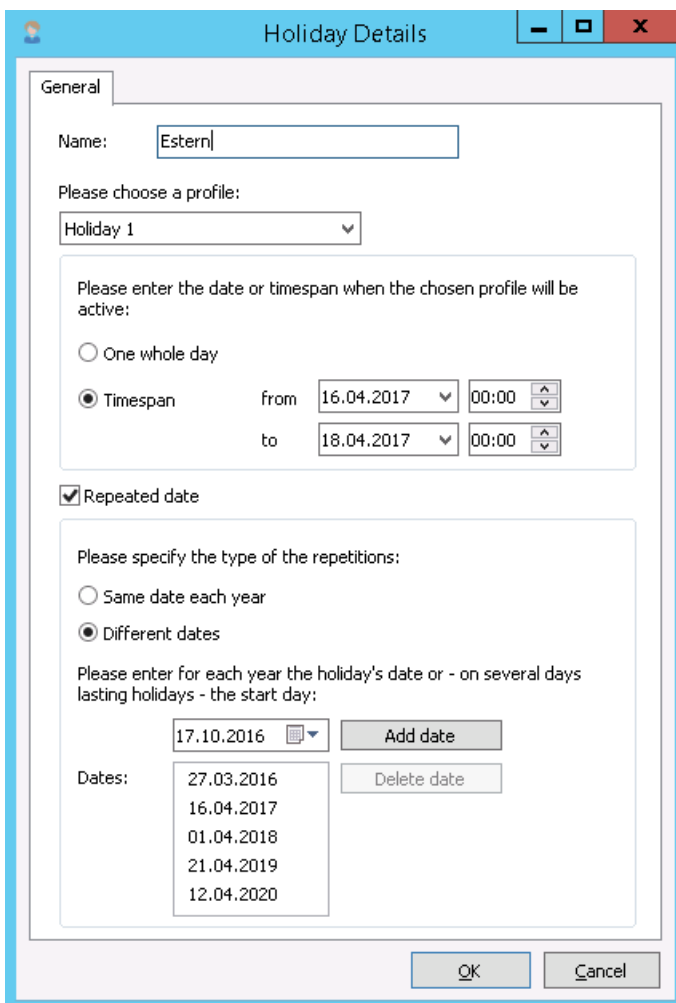 Holiday Details
General
Name: Estern
Please choose a profile:
Holiday 1
Please enter the date or timespan when the chosen profile will be
active:
One whole day
Timespan from 16.04.2017 00:00
to 18.04.2017 00:00
Repeated date
Please specify the type of the repetitions:
Same date each year
Different dates
Please enter for each year the holiday's date or - on several days
lasting holidays - the start day:
17.10.2016 Add date
Dates: 27.03.2016 Delete date
16.04.2017
01.04.2018
21.04.2019
12.04.2020
OK Cancel